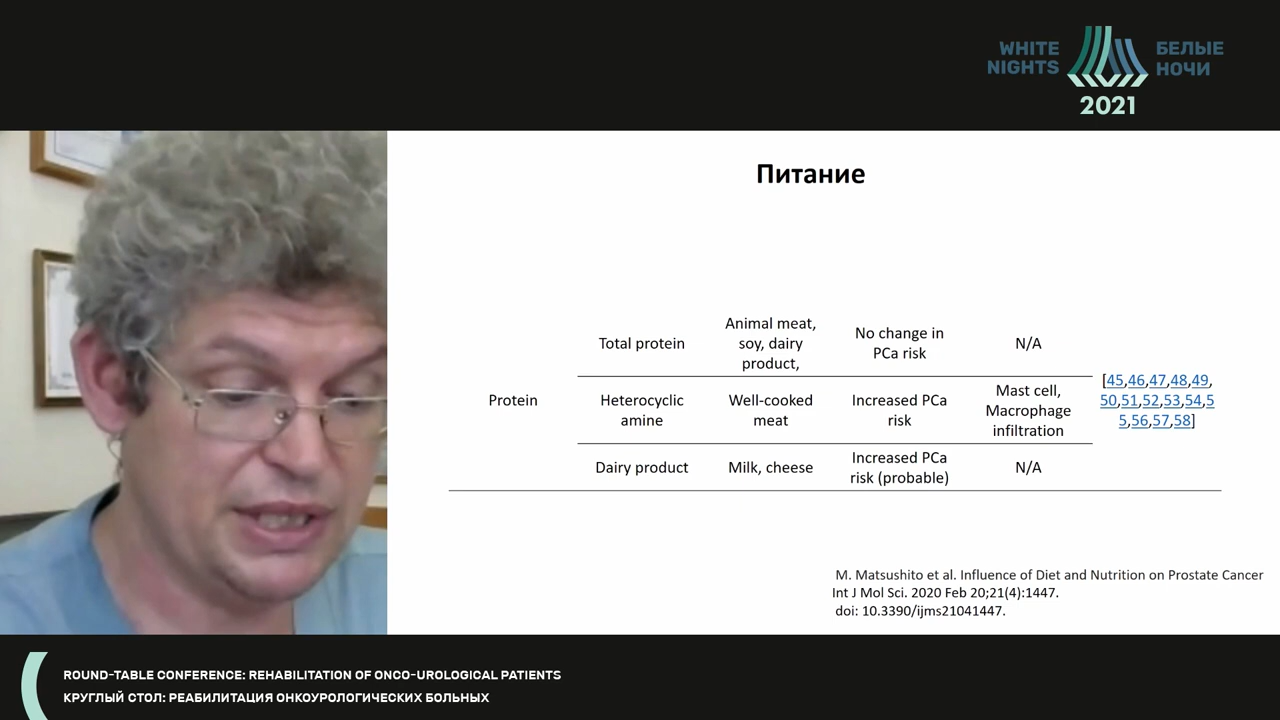 WHITE
NIGHTS
БЕЛЫЕ
НОЧИ
2021
Питание
Protein
Total protein
Animal meat,
soy, dairy
product,
No change in
PCa risk
N/A
Heterocyclic
amine
Well-cooked
meat
Increased PCa
risk
Mast cell,
Macrophage
infiltration
Dairy product
Milk, cheese
Increased PCa
risk (probable)
N/A
[45,46,47,48,49,
50,51,52,53,54,5
5,56,57,58]
M. Matsushito et al. Influence of Diet and Nutrition on Prostate Cancer
Int J Mol Sci. 2020 Feb 20;21(4):1447.
doi: 10.3390/ijms21041447.
ROUND-TABLE CONFERENCE: REHABILITATION OF ONCO-UROLOGICAL PATIENTS
КРУГЛЫЙ СТОЛ: РЕАБИЛИТАЦИЯ ОНКОУРОЛОГИЧЕСКИХ БОЛЬНЫХ